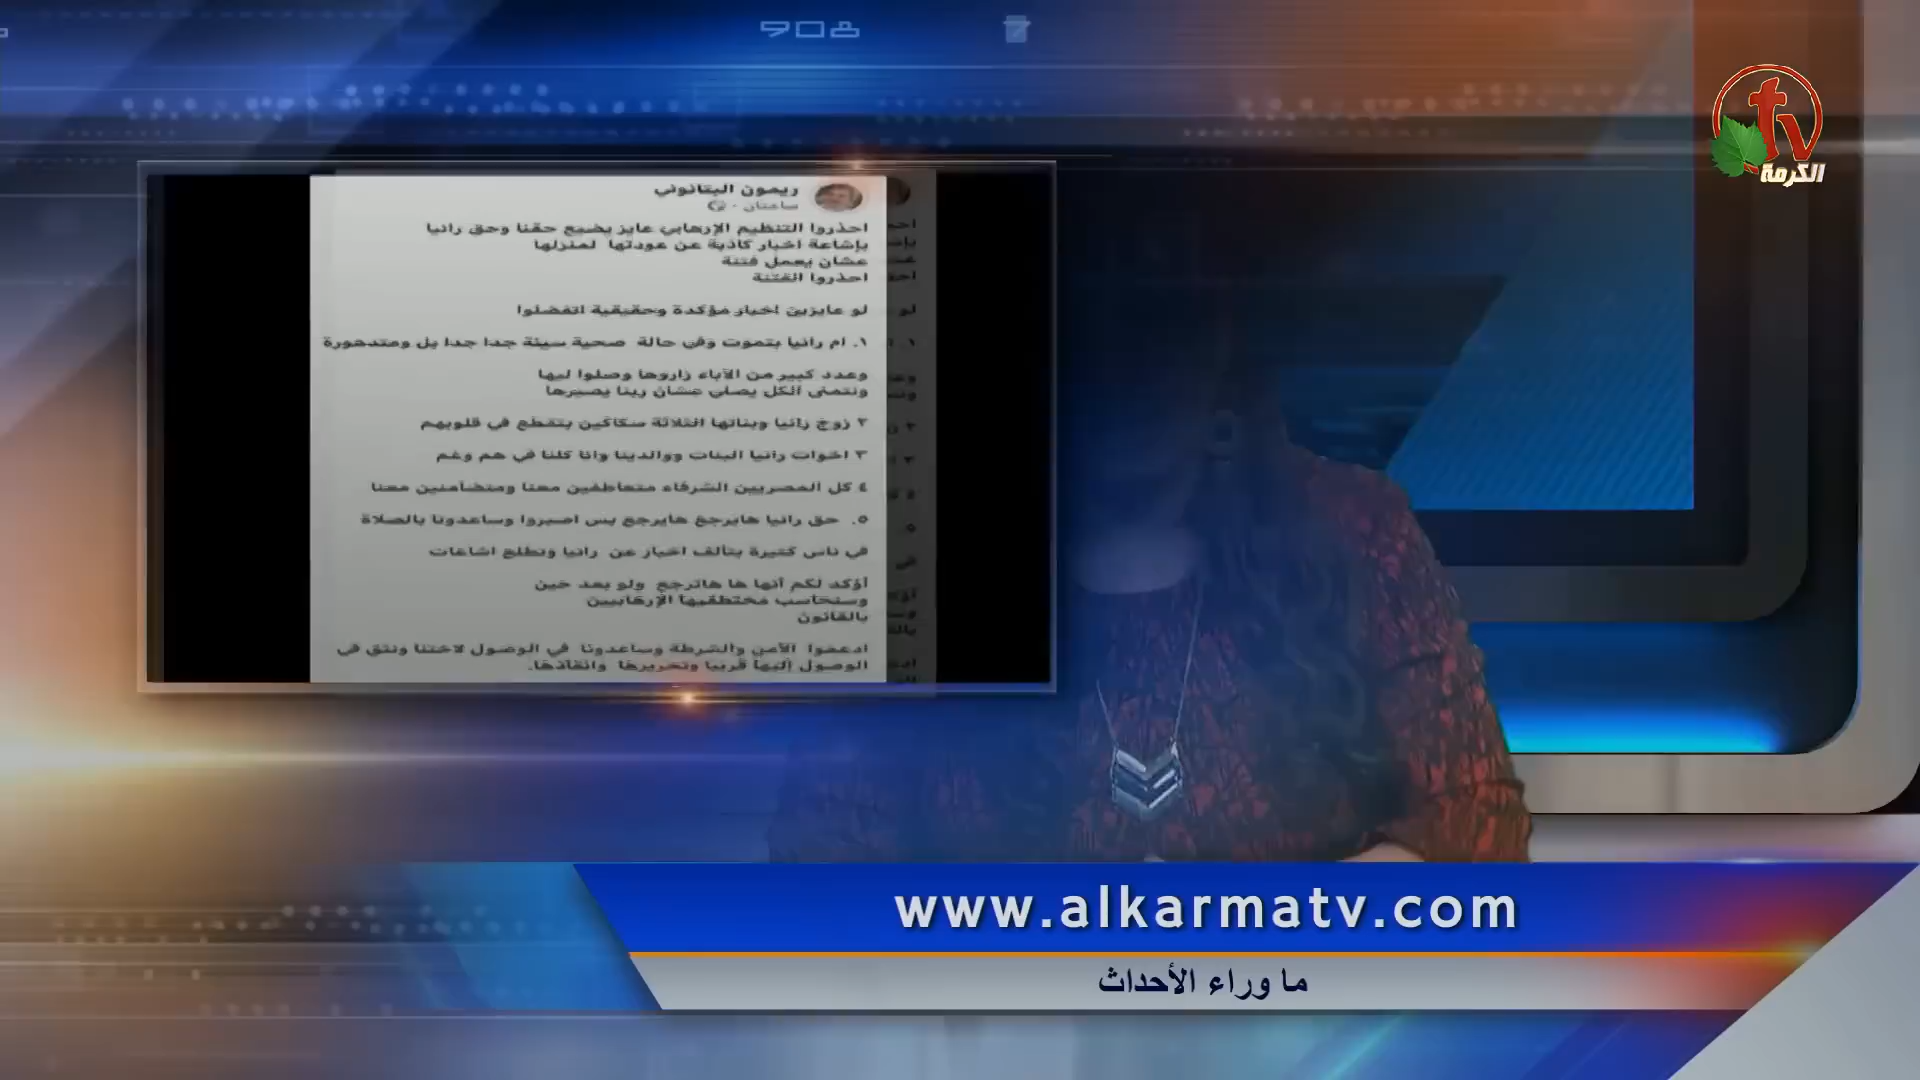 الكرمة
tv
ريمون البتانوني
ساعتان
احذروا التنظيم الإرهابي عايز يضيع حقنا وحق رانيا
بإشاعة اخبار كاذبة عن عودتها لمنزلها
عشان يعمل فتنة
احذروا الفتنة
لو عايزين اخبار مؤكدة وحقيقية اتفضلوا
١. ام رانيا بتموت وفي حالة صحية سيئة جدا جدا بل ومتدهورة
وعدد كبير من الآباء زاروها وصلوا ليها
ونتمنى الكل يصلي عشان ربنا يصبرها
٢ زوج رانيا وبناتها الثلاثة سكاكين بتقطع في قلوبهم
٣ اخوات رانيا البنات ووالدينا وانا كلنا في هم وغم
٤ كل المصريين الشرفاء متعاطفين معنا ومتضامنين معنا
٥. حق رانيا هايرجع هايرجع بس اصبروا وساعدونا بالصلاة
في ناس كتيرة بتألف اخبار عن رانيا وتطلع اشاعات
أؤكد لكم أنها ها هاترجع ولو بعد حين
وسنحاسب مختطفيها الإرهابيين
بالقانون
ادعموا الأمن والشرطة وساعدونا في الوصول لاختنا ونثق في
الوصول إليها قريبا وتحريرها وانقاذها.
www.alkarmatv.com
ما وراء الأحداث